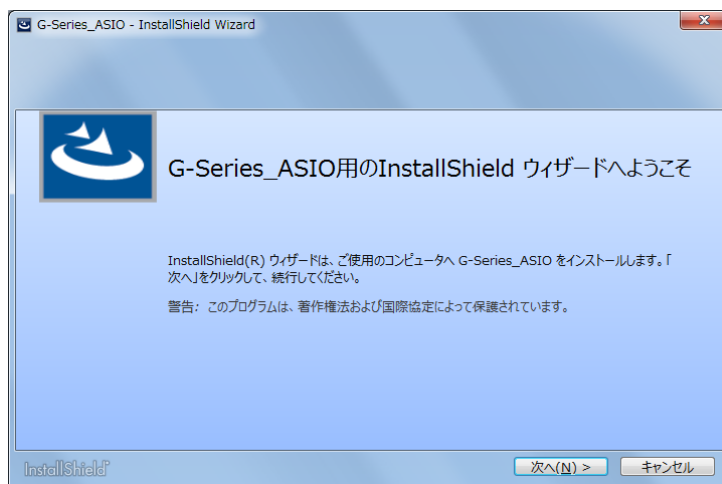 G-Series_ASIO - InstallShield Wizard
G-Series_ASIO用のInstallShield ウィザードへようこそ
InstallShield(R) ウィザードは、ご使用のコンピュータへ G-Series_ASIO をインストールします。「
次へ」をクリックして、続行してください。
警告: このプログラムは、著作権法および国際協定によって保護されています。
InstallShield
次へ(N) >
キャンセル